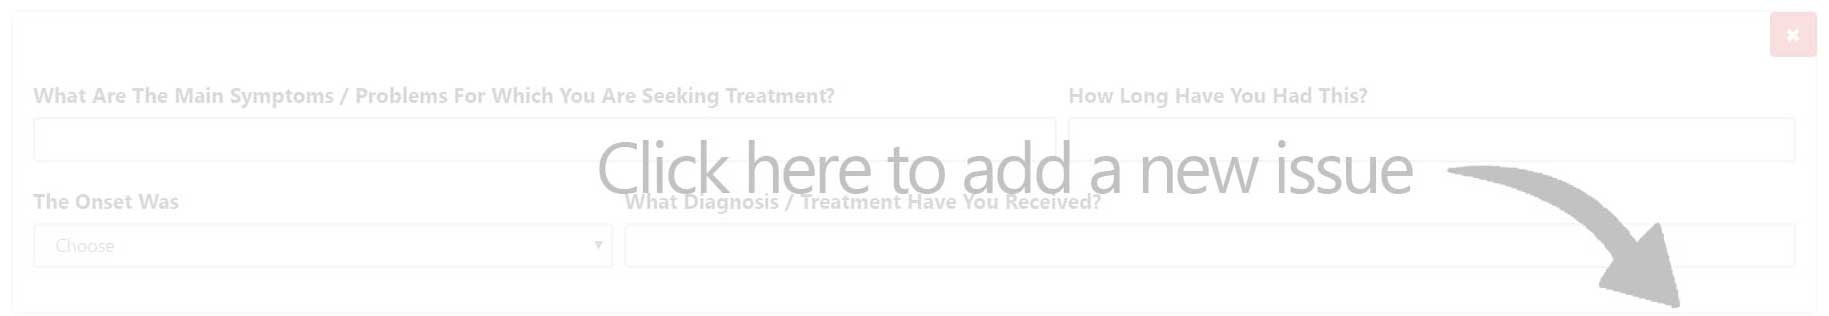 What Are The Main Symptoms / Problems For Which You Are Seeking Treatment?
How Long Have You Had This?
Click here to add a new issue
The Onset Was
What Diagnosis / Treatment Have You Received?
Choose